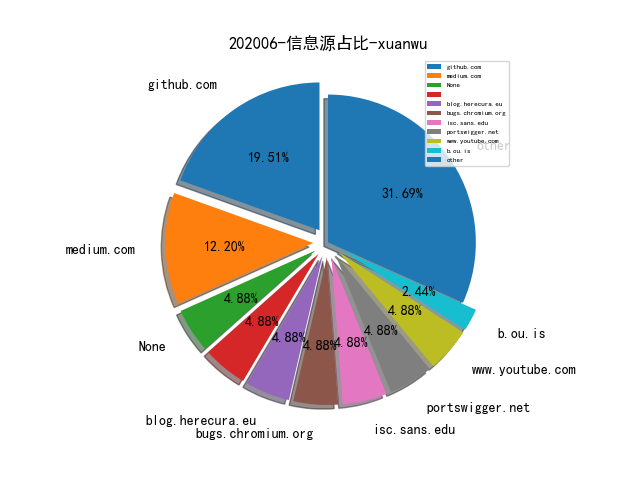 202006-信息源占比-xuanwu
github.com
medium.com
None
blog.herecura.eu
bugs.chromium.org
isc.sans.edu
portswigger.net
www.youtube.com
b.ou.is
other
github.com
other
19.51%
31.69%
medium.com
12.20%
2.44%
4.88%
4.88%
4.88%
4.88%
4.88%
4.88%
4.88%
b.ou.is
None
www.youtube.com
portswigger.net
blog.herecura.eu
isc.sans.edu
bugs.chromium.org